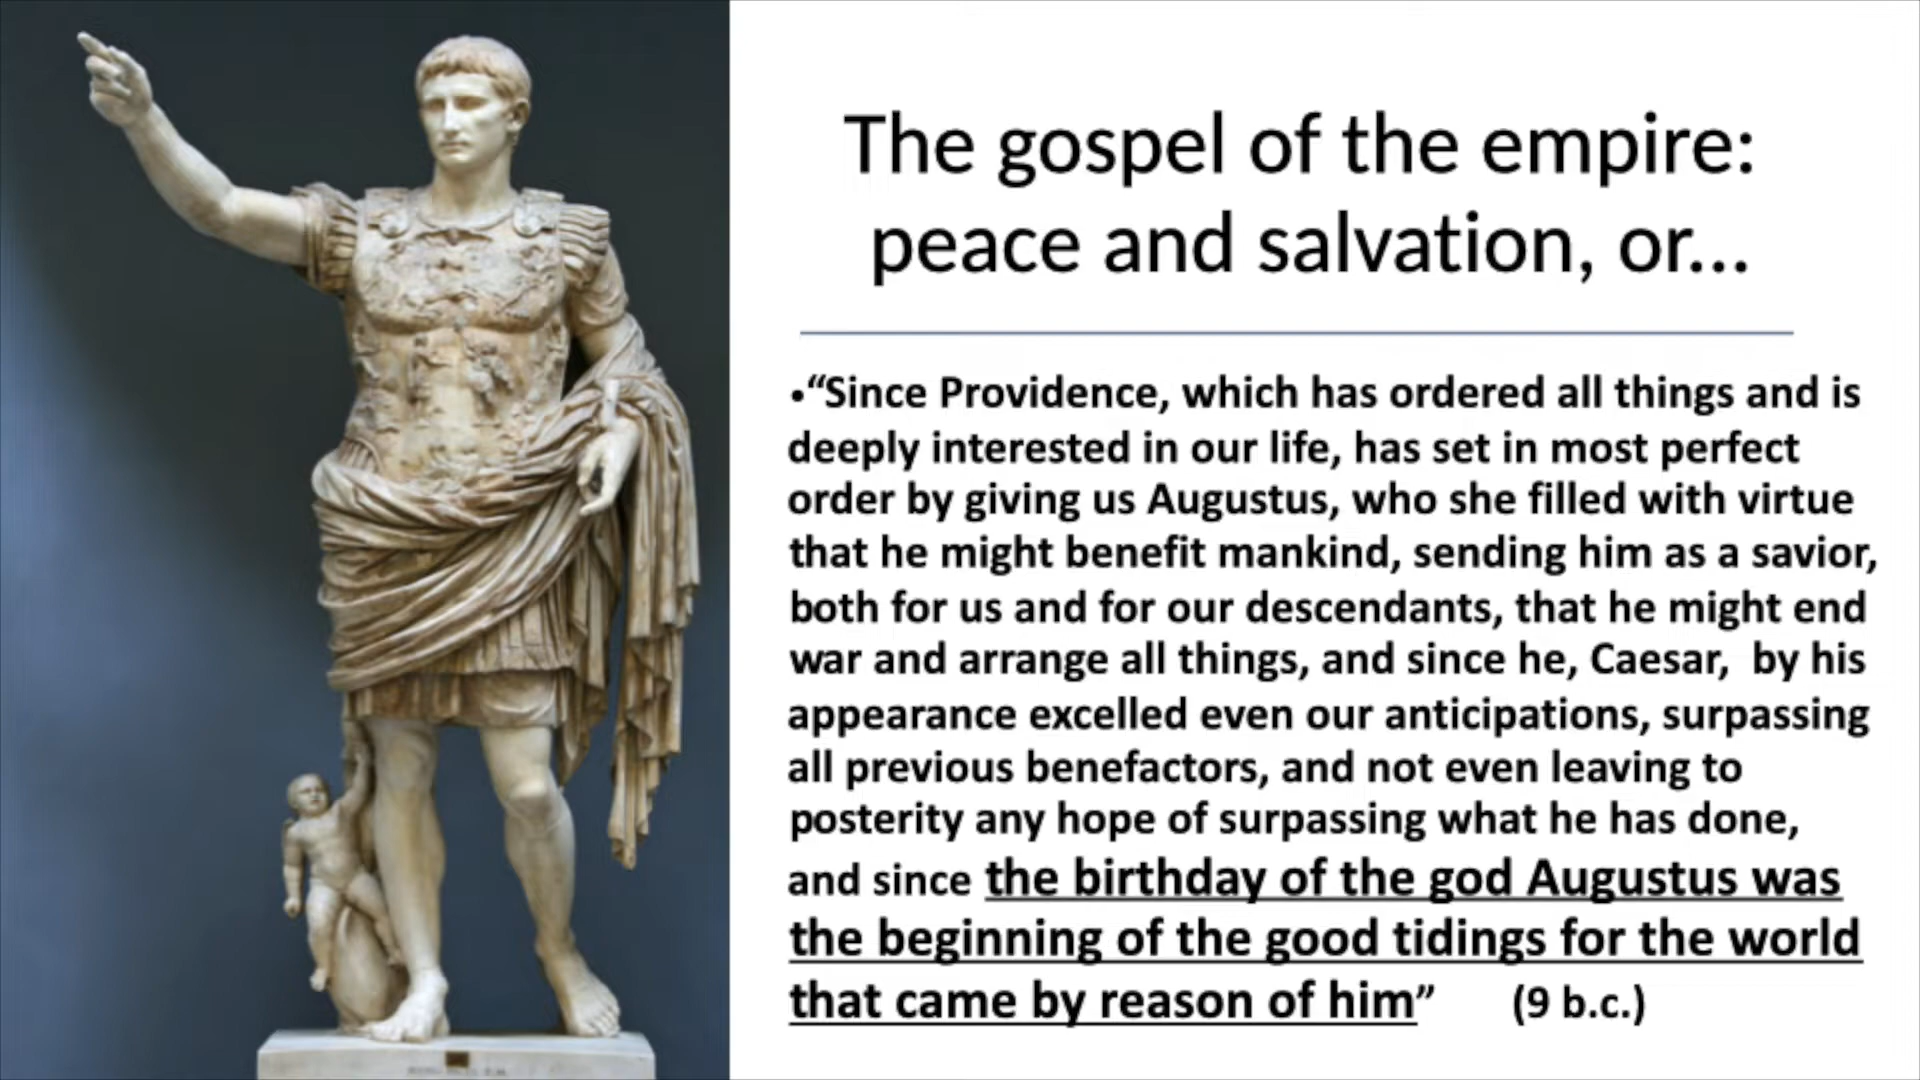 The gospel of the empire:
peace and salvation, or...
•“Since Providence, which has ordered all things and is
deeply interested in our life, has set in most perfect
order by giving us Augustus, who she filled with virtue
that he might benefit mankind, sending him as a savior,
both for us and for our descendants, that he might end
war and arrange all things, and since he, Caesar,  by his
appearance excelled even our anticipations, surpassing
all previous benefactors, and not even leaving to
posterity any hope of surpassing what he has done,
and since the birthday of the god Augustus was
the beginning of the good tidings for the world
that came by reason of him” (9 b.c.)